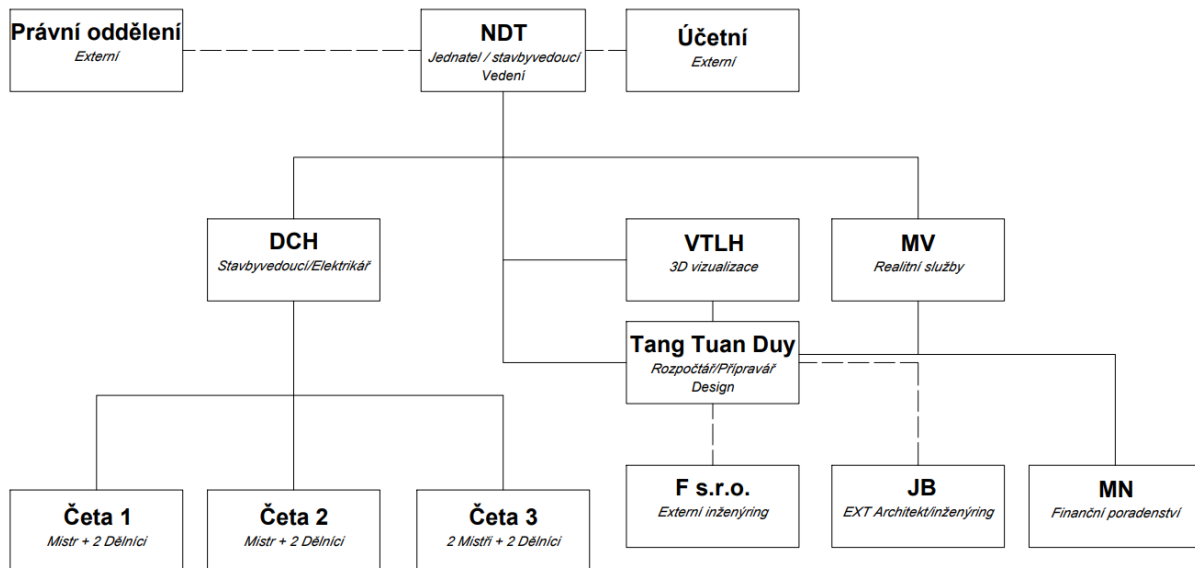 Právní oddělení
Externí
NDT
Jednatel / stavbyvedoucí
Vedení
Účetní
Externí
DCH
Stavbyvedoucí/Elektrikář
VTLH
3D vizualizace
MV
Realitní služby
Tang Tuan Duy
Rozpočtář/Přípravář
Design
Četa 1
Mistr + 2 Dělníci
Četa 2
Mistr + 2 Dělníci
Četa 3
2 Mistři + 2 Dělníci
F s.r.o.
Externí inženýring
JB
EXT Architekt/inženýring
MN
Finanční poradenství